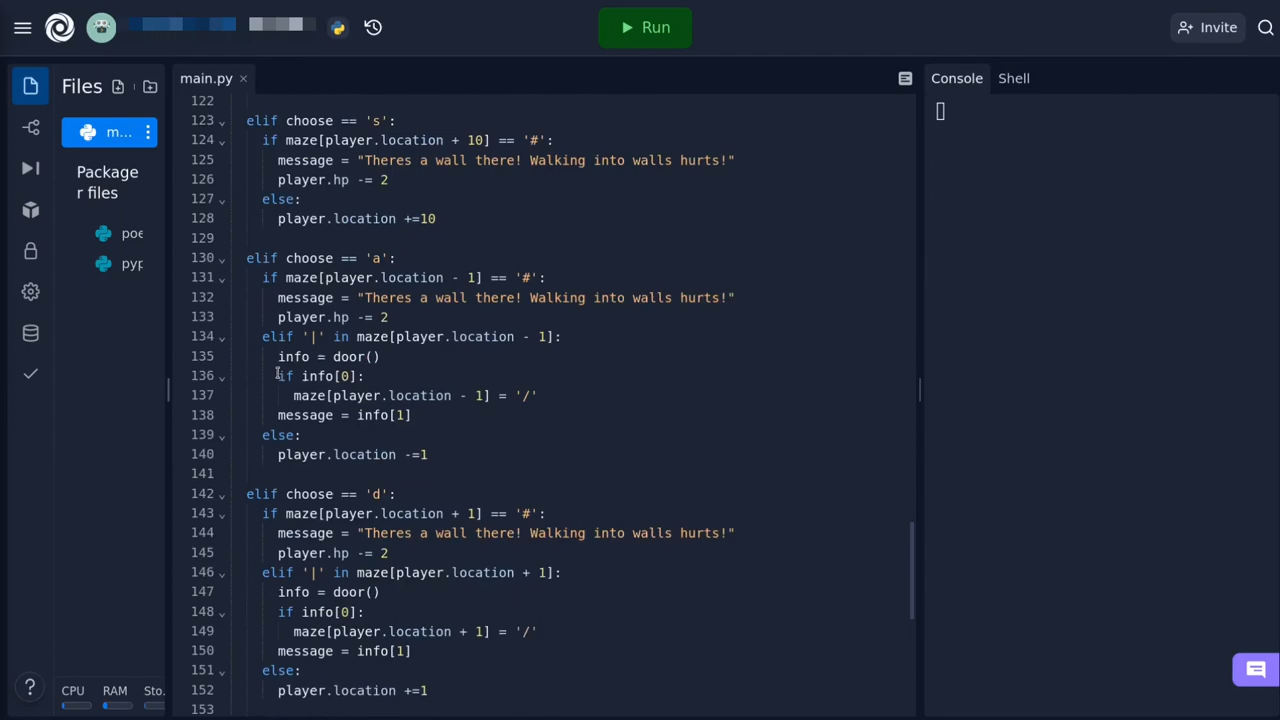 Run
Invite
Files
main.py
Console
Shell
m...
Package
r files
poe
pyp
122
123 elif choose == 's':
124 if maze[player.location + 10] == '#':
125 message = "Theres a wall there! Walking into walls hurts!"
126 player.hp -= 2
127 else:
128 player.location +=10
129
130 elif choose == 'a':
131 if maze[player.location - 1] == '#':
132 message = "Theres a wall there! Walking into walls hurts!"
133 player.hp -= 2
134 elif '|' in maze[player.location - 1]:
135 info = door()
136 if info[0]:
137 maze[player.location - 1] = '/'
138 message = info[1]
139 else:
140 player.location -=1
141
142 elif choose == 'd':
143 if maze[player.location + 1] == '#':
144 message = "Theres a wall there! Walking into walls hurts!"
145 player.hp -= 2
146 elif '|' in maze[player.location + 1]:
147 info = door()
148 if info[0]:
149 maze[player.location + 1] = '/'
150 message = info[1]
151 else:
152 player.location +=1
153
CPU RAM Sto.